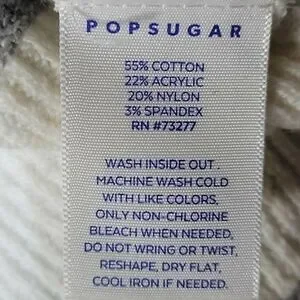 POPSUGAR
55% COTTON
22% ACRYLIC
20% NYLON
3% SPANDEX
RN #73277
WASH INSIDE OUT.
MACHINE WASH COLD
WITH LIKE COLORS,
ONLY NON-CHLORINE
BLEACH WHEN NEEDED,
DO NOT WRING OR TWIST,
RESHAPE, DRY FLAT,
COOL IRON IF NEEDED.